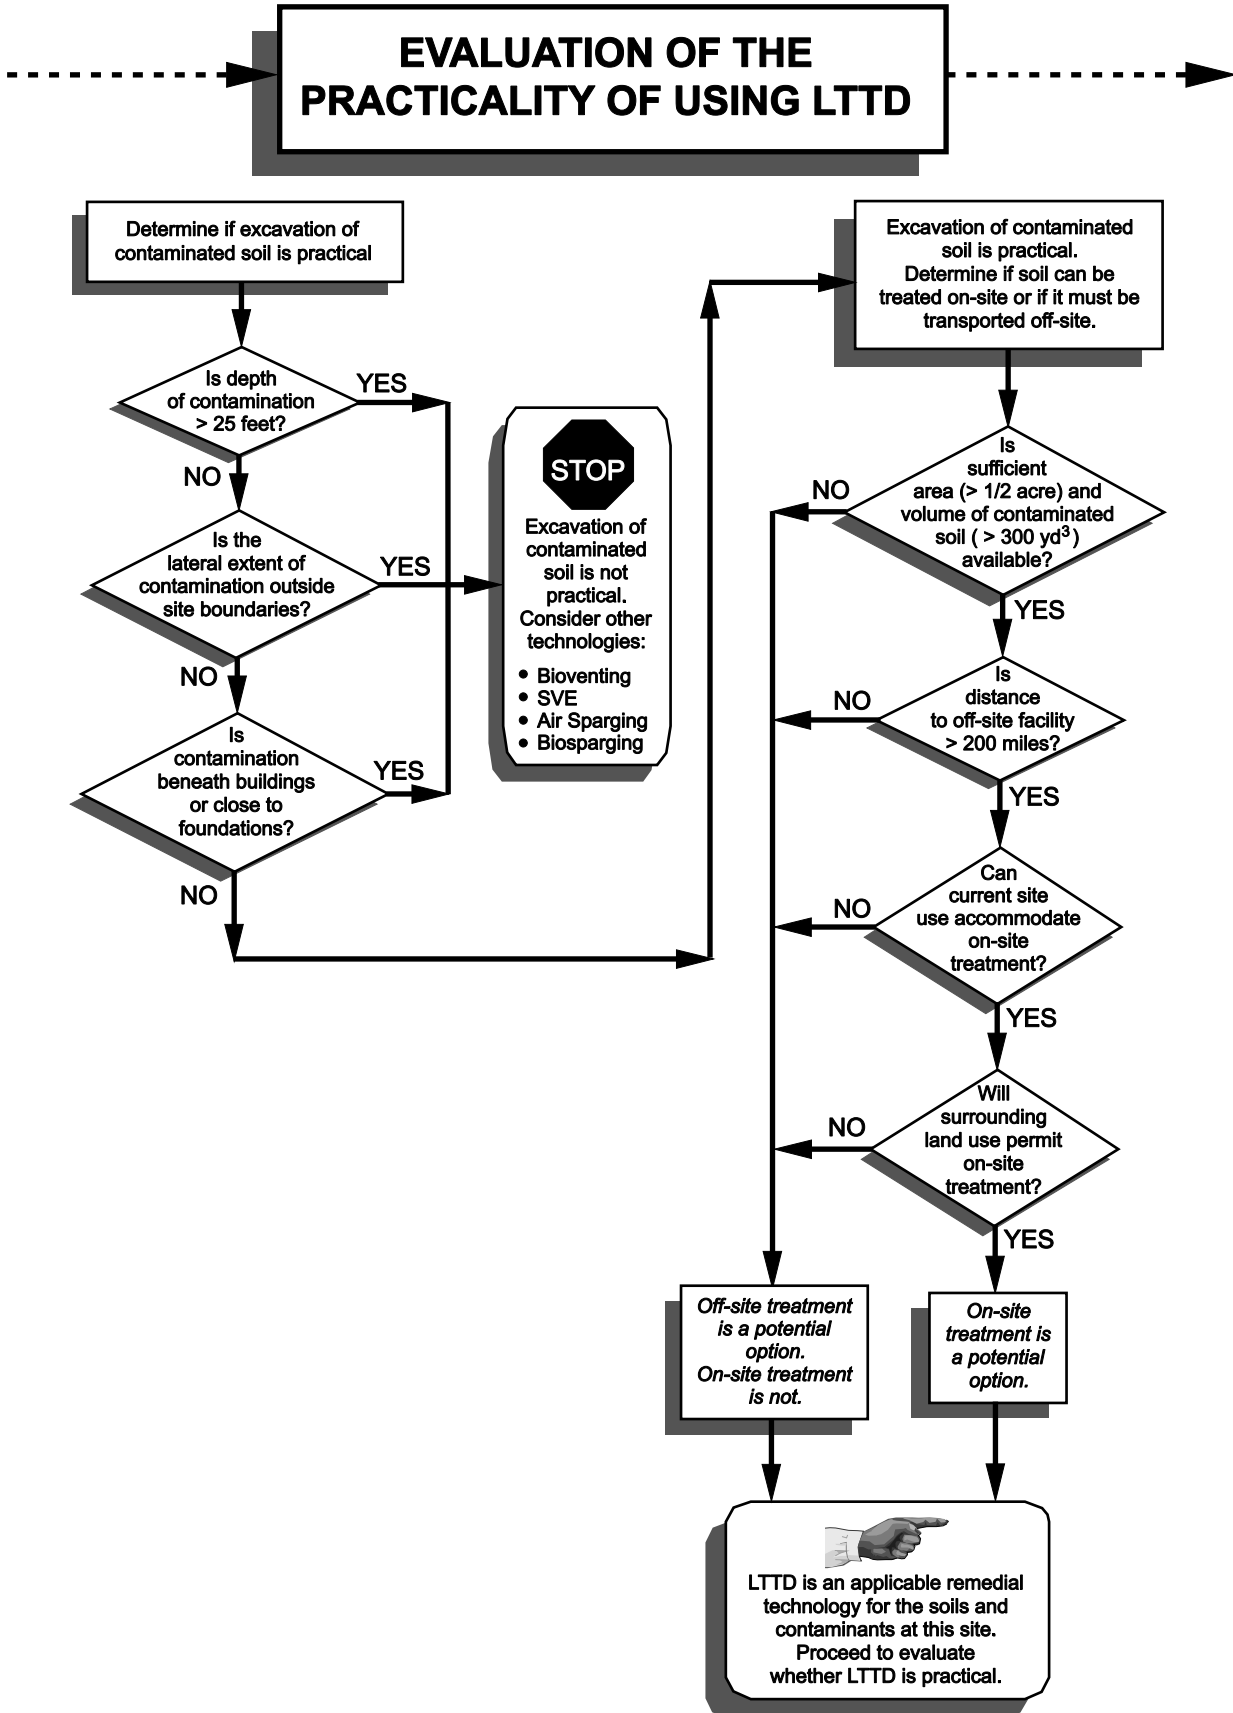 EVALUATION OF THE
PRACTICALITY OF USING LTTD
Determine if excavation of
contaminated soil is practical
Is depth
of contamination
> 25 feet?
YES
NO
Is the
lateral extent of
contamination outside
site boundaries?
YES
NO
Is
contamination
beneath buildings
or close to
foundations?
YES
NO
STOP
Excavation of
contaminated
soil is not
practical.
Consider other
technologies:
• Bioventing
• SVE
• Air Sparging
• Biosparging
Excavation of contaminated
soil is practical.
Determine if soil can be
treated on-site or if it must be
transported off-site.
Is
sufficient
area (> 1/2 acre) and
volume of contaminated
soil ( > 300 yd³ )
available?
NO
YES
Is
distance
to off-site facility
> 200 miles?
NO
YES
Can
current site
use accommodate
on-site
treatment?
NO
YES
Will
surrounding
land use permit
on-site
treatment?
NO
YES
Off-site treatment
is a potential
option.
On-site treatment
is not.
On-site
treatment is
a potential
option.
LTTD is an applicable remedial
technology for the soils and
contaminants at this site.
Proceed to evaluate
whether LTTD is practical.